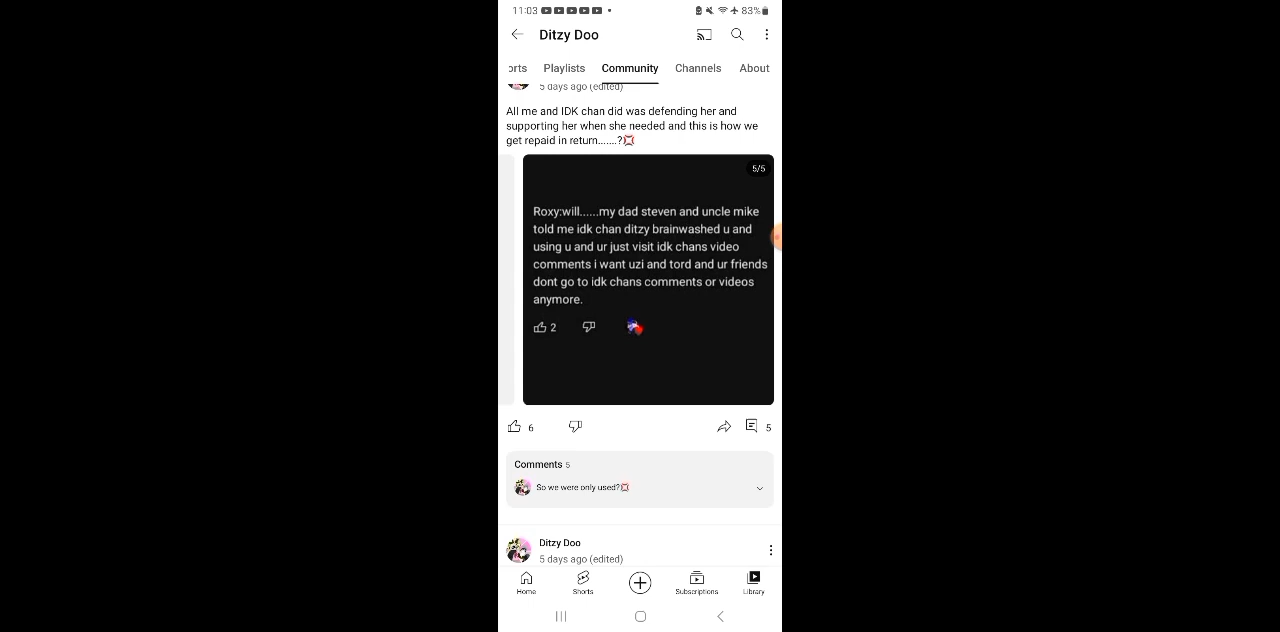 11:03
83%
Ditzy Doo
orts Playlists Community Channels About
5 days ago (edited)
All me and IDK chan did was defending her and
supporting her when she needed and this is how we
get repaid in return.......?💢
5/5
Roxy:will......my dad steven and uncle mike
told me idk chan ditzy brainwashed u and
using u and ur just visit idk chans video
comments i want uzi and tord and ur friends
dont go to idk chans comments or videos
anymore.
2
6
5
Comments 5
So we were only used?💢
Ditzy Doo
5 days ago (edited)
Home Shorts Subscriptions Library